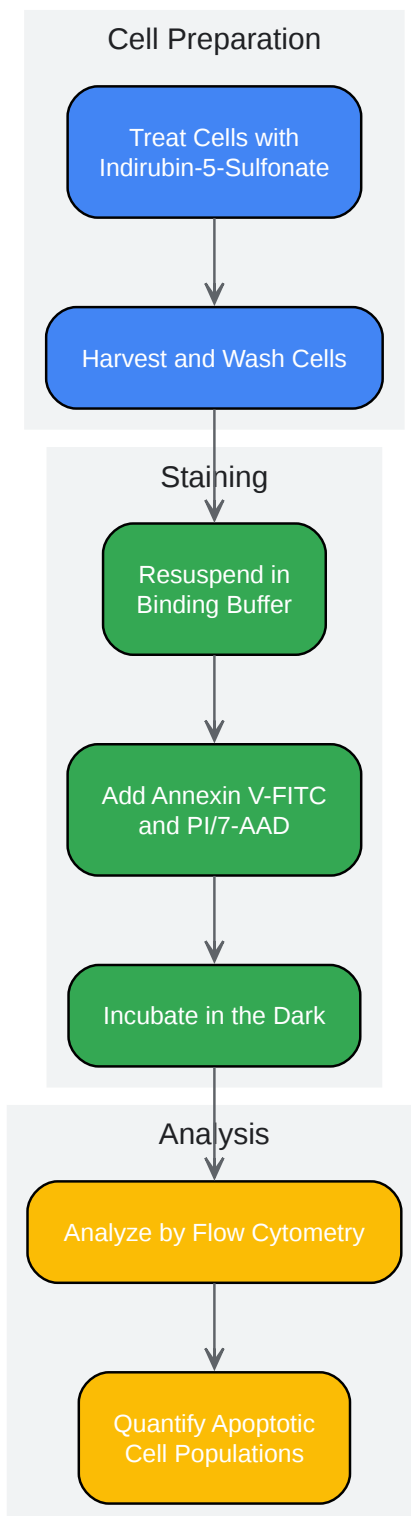 Cell Preparation
Treat Cells with
Indirubin-5-Sulfonate
Harvest and Wash Cells
Staining
Resuspend in
Binding Buffer
Add Annexin V-FITC
and PI/7-AAD
Incubate in the Dark
Analysis
Analyze by Flow Cytometry
Quantify Apoptotic
Cell Populations